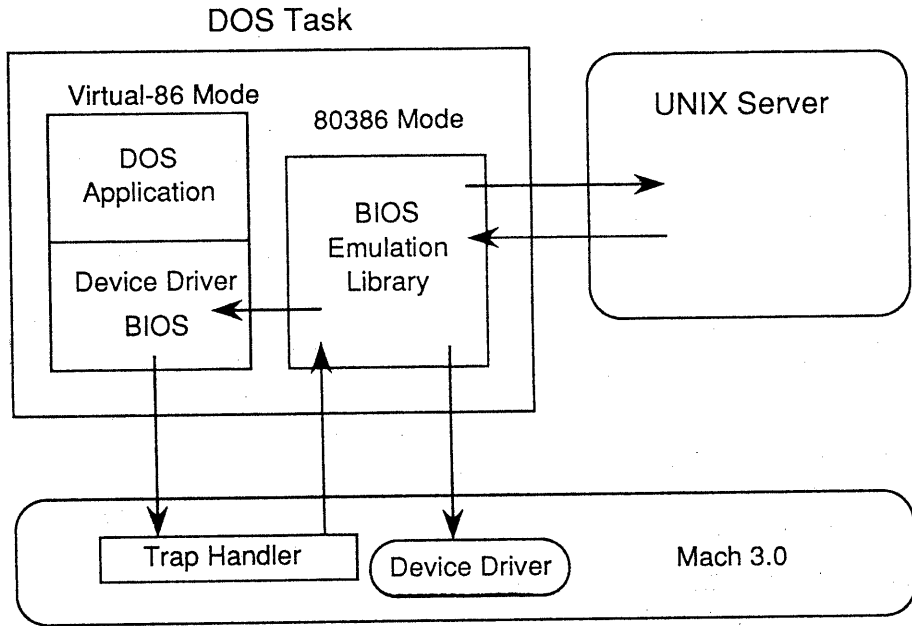 DOS Task
Virtual-86 Mode
80386 Mode
DOS
Application
Device Driver
BIOS
BIOS
Emulation
Library
UNIX Server
Trap Handler
Device Driver
Mach 3.0